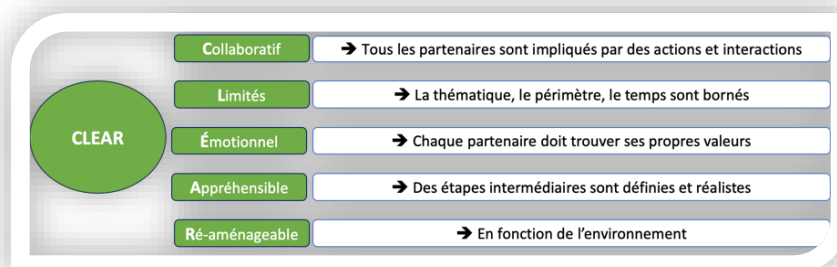 Collaboratif ➔ Tous les partenaires sont impliqués par des actions et interactions
Limités ➔ La thématique, le périmètre, le temps sont bornés
CLEAR
Émotionnel ➔ Chaque partenaire doit trouver ses propres valeurs
Appréhensible ➔ Des étapes intermédiaires sont définies et réalistes
Ré-aménageable ➔ En fonction de l'environnement